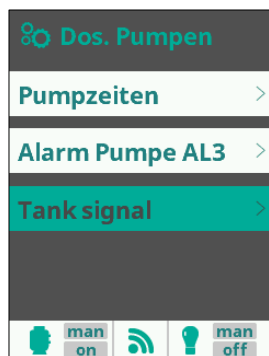 Dos. Pumpen
Pumpzeiten
Alarm Pumpe AL3
Tank signal
man man
on off